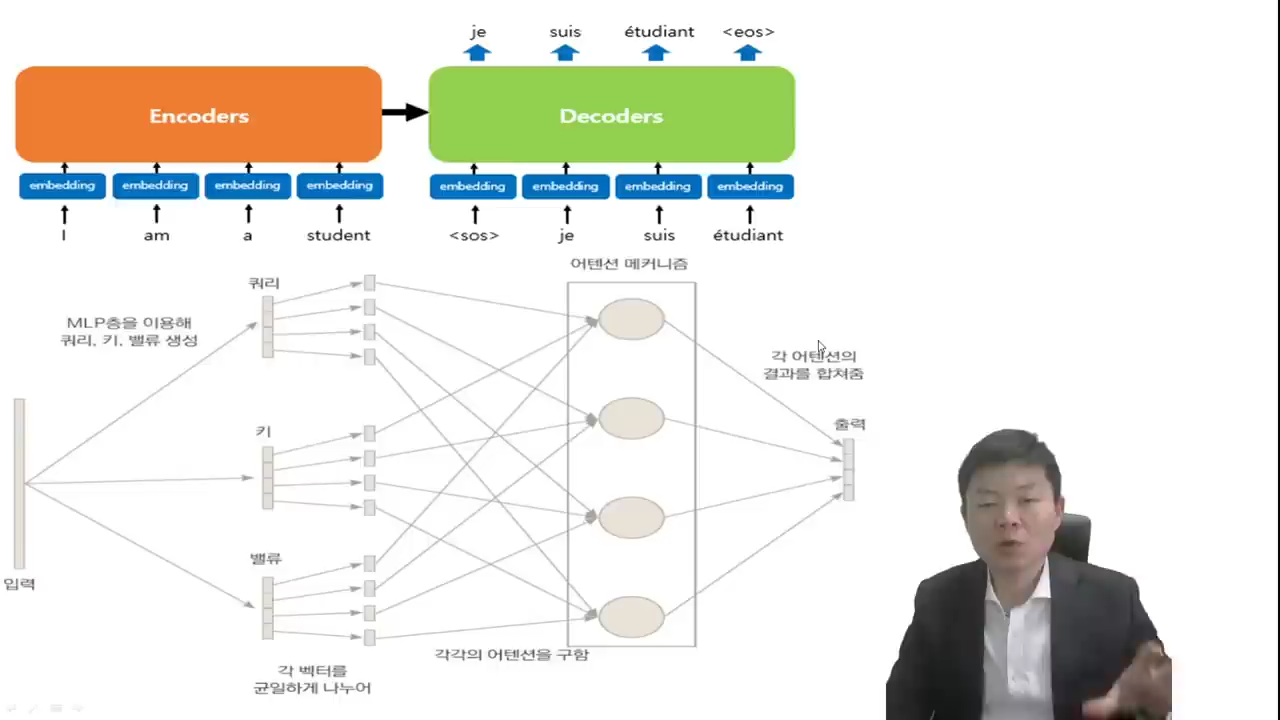 je suis étudiant <eos>
Encoders
Decoders
embedding embedding embedding embedding
embedding embedding embedding embedding
I am a student
<sos> je suis étudiant
어텐션 메커니즘
쿼리
MLP층을 이용해
쿼리, 키, 밸류 생성
각 어텐션의
결과를 합쳐줌
출력
키
밸류
입력
각각의 어텐션을 구함
각 벡터를
균일하게 나누어